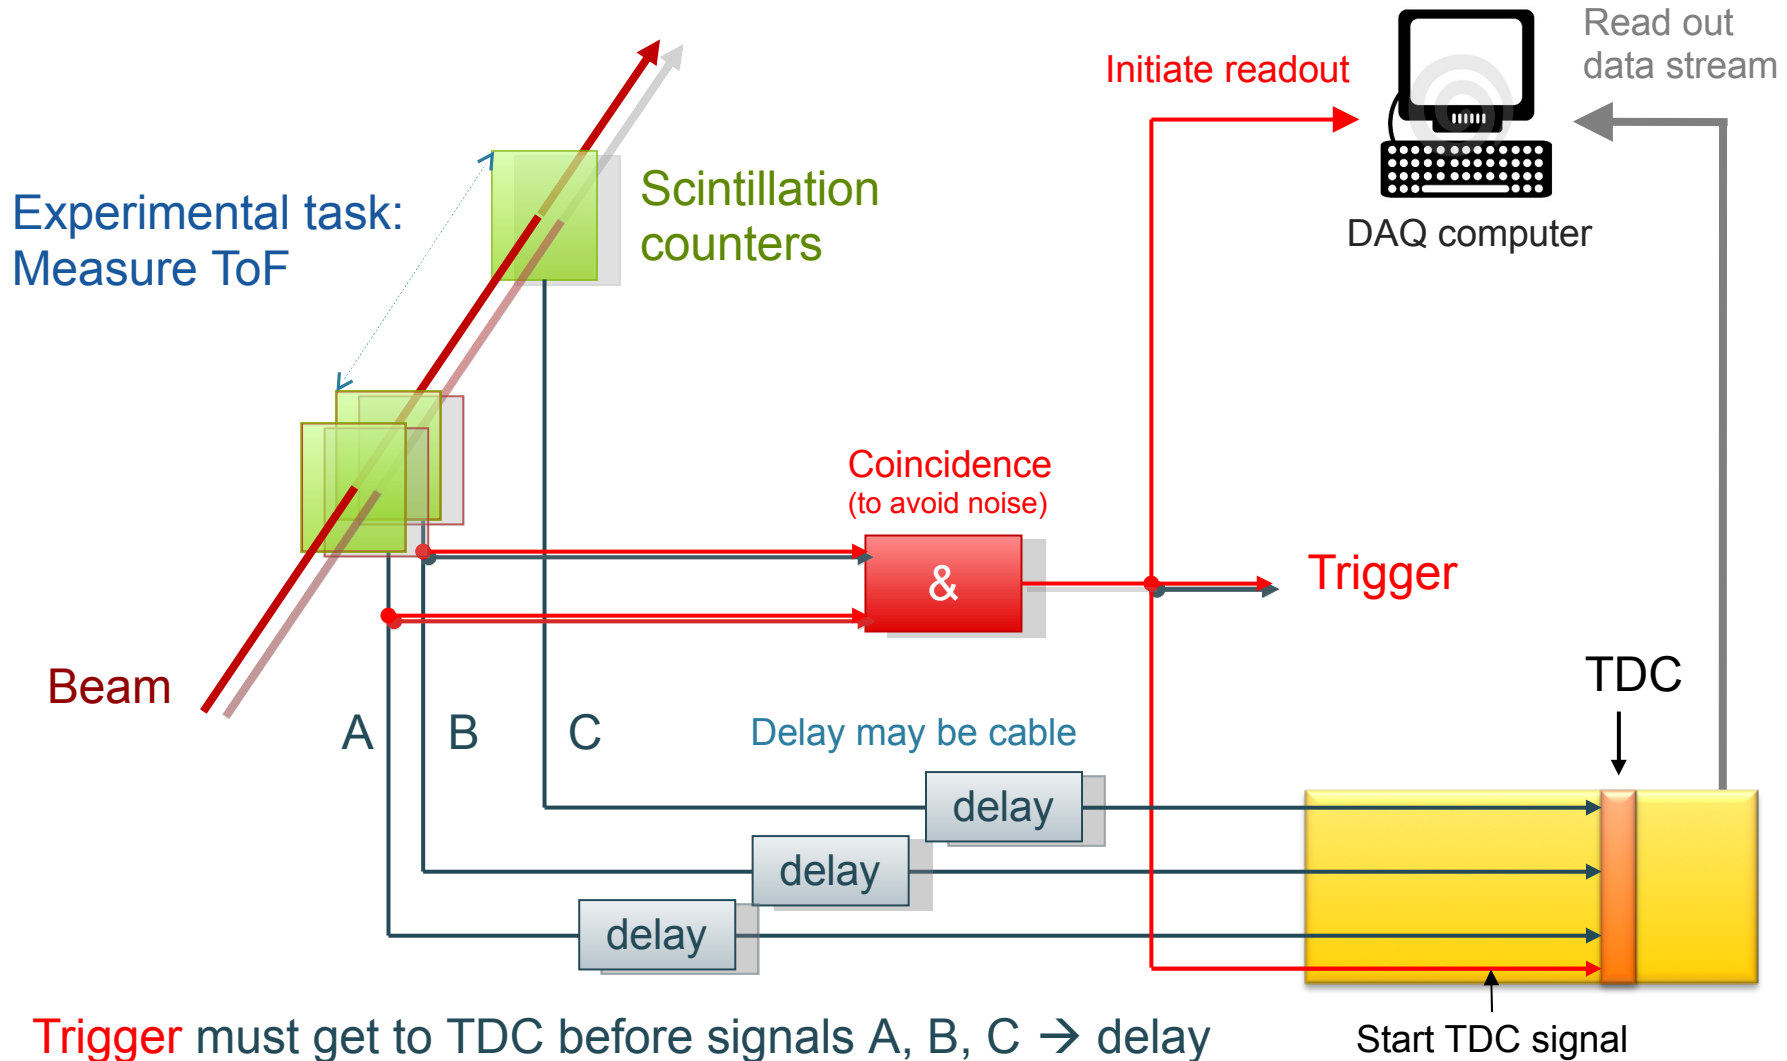 Read out
data stream
Initiate readout
Experimental task:
Measure ToF
Scintillation
counters
DAQ computer
Coincidence
(to avoid noise)
&
Trigger
Beam
A
B
C
Delay may be cable
TDC
delay
delay
delay
Trigger must get to TDC before signals A, B, C → delay
Start TDC signal